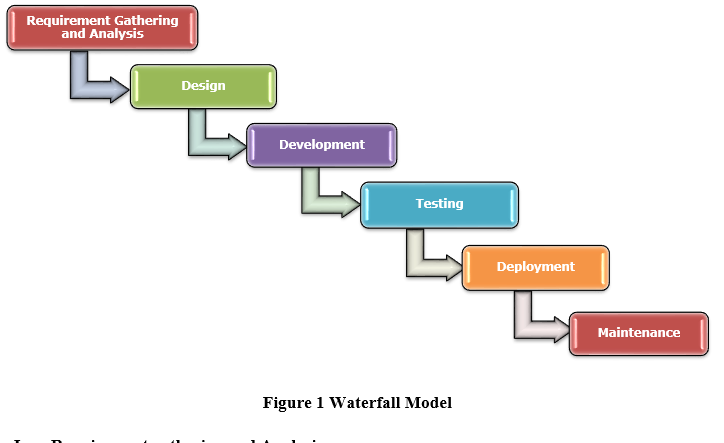 Requirement Gathering
and Analysis
Design
Development
Testing
Deployment
Maintenance
Figure 1 Waterfall Model